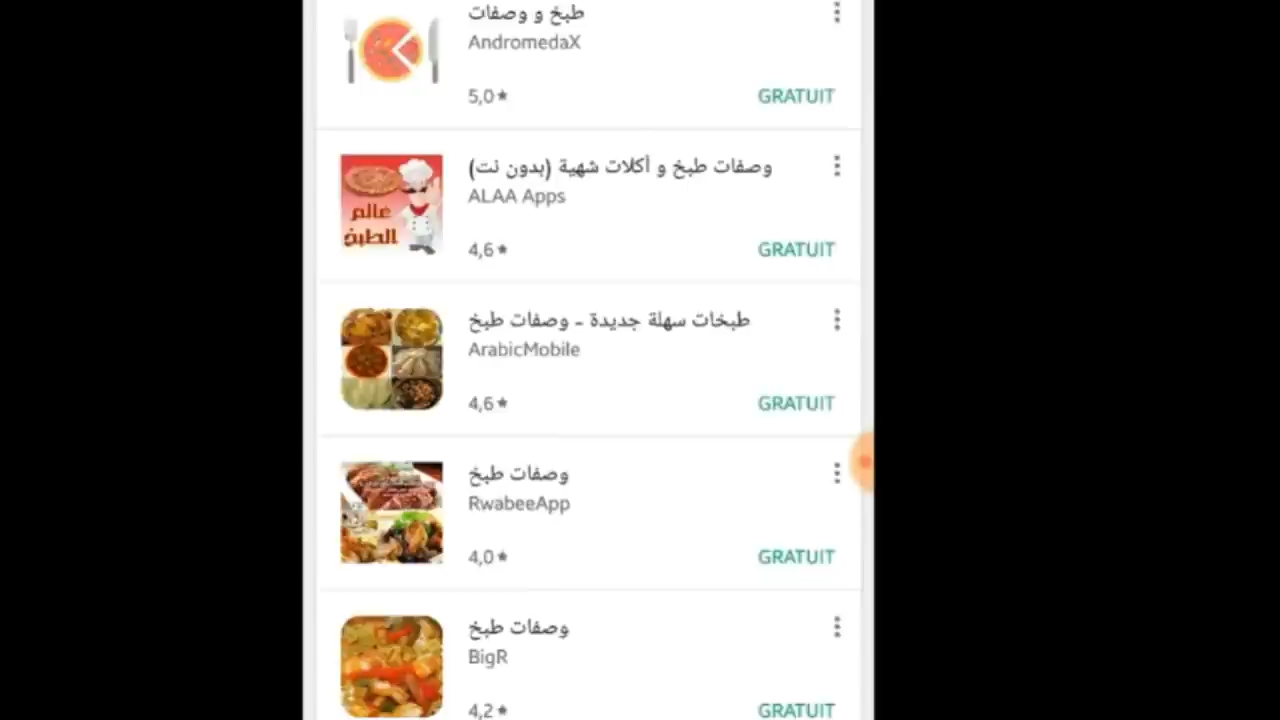 طبخ و وصفات
AndromedaX
5,0★
GRATUIT
عالم
الطبخ
وصفات طبخ و أكلات شهية (بدون نت)
ALAA Apps
4,6★
GRATUIT
طبخات سهلة جديدة - وصفات طبخ
ArabicMobile
4,6★
GRATUIT
وصفات طبخ
RwabeeApp
4,0★
GRATUIT
وصفات طبخ
BigR
4,2★
GRATUIT